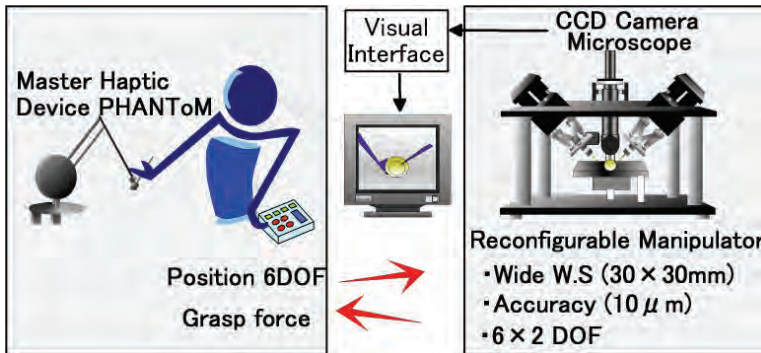 Master Haptic
Device PHANToM
Position 6DOF
Grasp force
Visual
Interface
CCD Camera
Microscope
Reconfigurable Manipulator
・Wide W.S (30×30mm)
・Accuracy (10μm)
・6×2 DOF